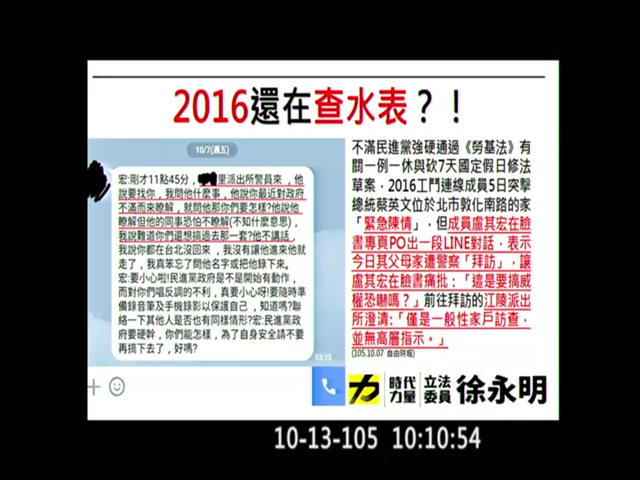 2016還在查水表？！
10/7(週五)
宏:剛才11點45分，里派出所警員來，他
說要找你，我問他什麼事，他說你最近對政府
不滿而來瞭解，就問他那你們要怎樣?他說他
瞭解但他的同事恐怕不瞭解(不知什麼意思)，
我說難道你們還想搞過去那一套?他不講話，
我說你都在台北沒回來，我沒有讓他進來他就
走了，我真笨忘了問他名字或把他錄下來。
宏:要小心啦!民進黨政府是不是開始有動作，
而對你們唱反調的不利，真要小心呀!要隨時準
備錄音筆及手機錄影以保護自己，知道嗎?聯
絡一下其他人是否也有同樣情形?宏:民進黨政
府要硬幹，你們能怎樣，為了自身安全請不要
再搞下去了，好嗎?
13:13
不滿民進黨強硬通過《勞基法》有
關一例一休與砍7天國定假日修法
草案，2016工鬥連線成員5日突擊
總統蔡英文位於北市敦化南路的家
「緊急陳情」，但成員盧其宏在臉
書專頁PO出一段LINE對話，表示
今日其父母家遭警察「拜訪」，讓
盧其宏在臉書痛批：「這是要搞威
權恐嚇嗎？」前往拜訪的江陵派出
所澄清:「僅是一般性家戶訪查，
並無高層指示。」
(105.10.07 自由時報)
力 時代力量 立法委員 徐永明
10-13-105 10:10:54